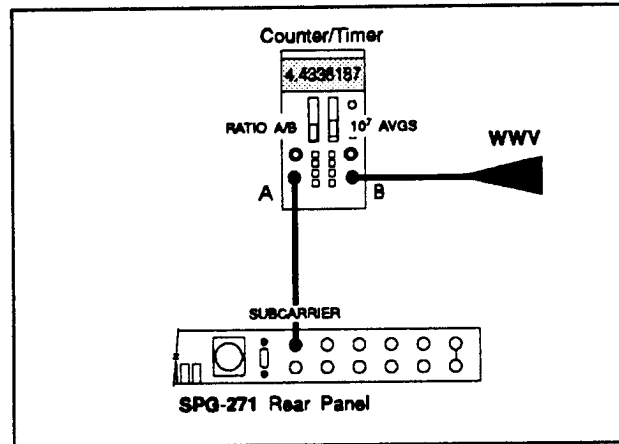 Counter/Timer
4.4336187
RATIO A/B
10⁷ AVGS
WWV
A
B
SUBCARRIER
SPG-271 Rear Panel